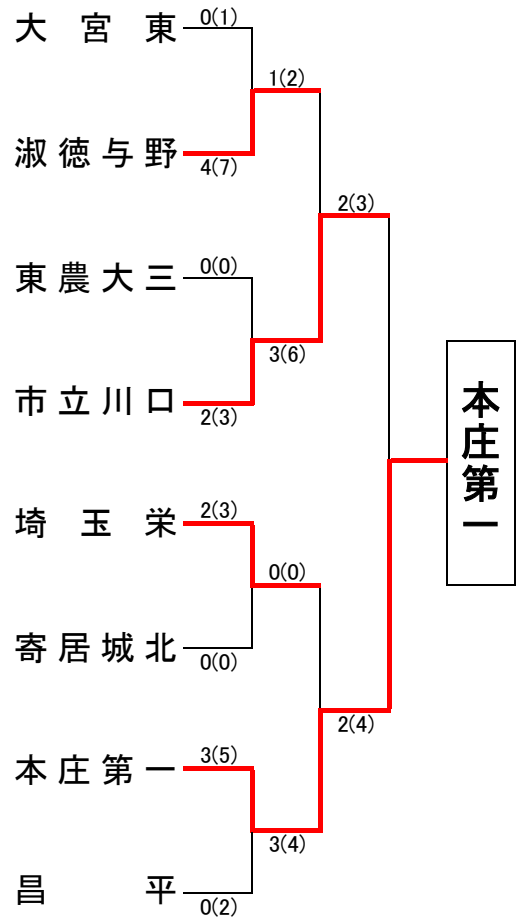 大宮東
0(1)
1(2)
淑徳与野
4(7)
2(3)
東農大三
0(0)
3(6)
市立川口
2(3)
本庄第一
埼玉栄
2(3)
0(0)
寄居城北
0(0)
2(4)
本庄第一
3(5)
3(4)
昌平
0(2)